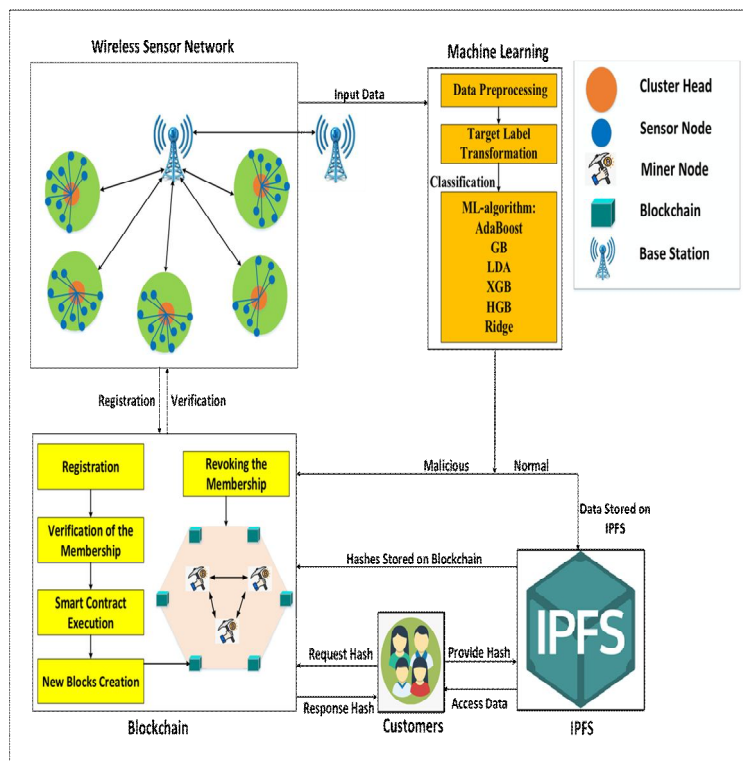 Wireless Sensor Network
Machine Learning
Input Data
Data Preprocessing
Target Label
Transformation
Classification
ML-algorithm:
AdaBoost
GB
LDA
XGB
HGB
Ridge
Cluster Head
Sensor Node
Miner Node
Blockchain
Base Station
Registration
Verification
Malicious
Normal
Registration
Verification of the
Membership
Smart Contract
Execution
New Blocks Creation
Revoking the
Membership
Data Stored on
IPFS
Hashes Stored on Blockchain
IPFS
Request Hash
Provide Hash
Response Hash
Access Data
Blockchain
Customers
IPFS